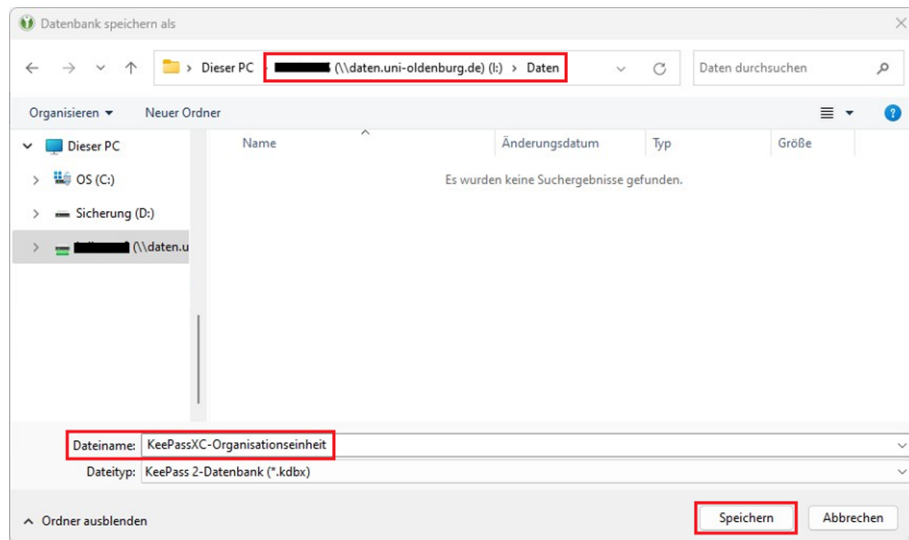 Datenbank speichern als
Dieser PC > (\\daten.uni-oldenburg.de) (I:) > Daten
Daten durchsuchen
Organisieren
Neuer Ordner
Name
Änderungsdatum
Typ
Größe
Dieser PC
Es wurden keine Suchergebnisse gefunden.
OS (C:)
Sicherung (D:)
(\\daten.u
Dateiname: KeePassXC-Organisationseinheit
Dateityp: KeePass 2-Datenbank (*.kdbx)
Ordner ausblenden
Speichern
Abbrechen